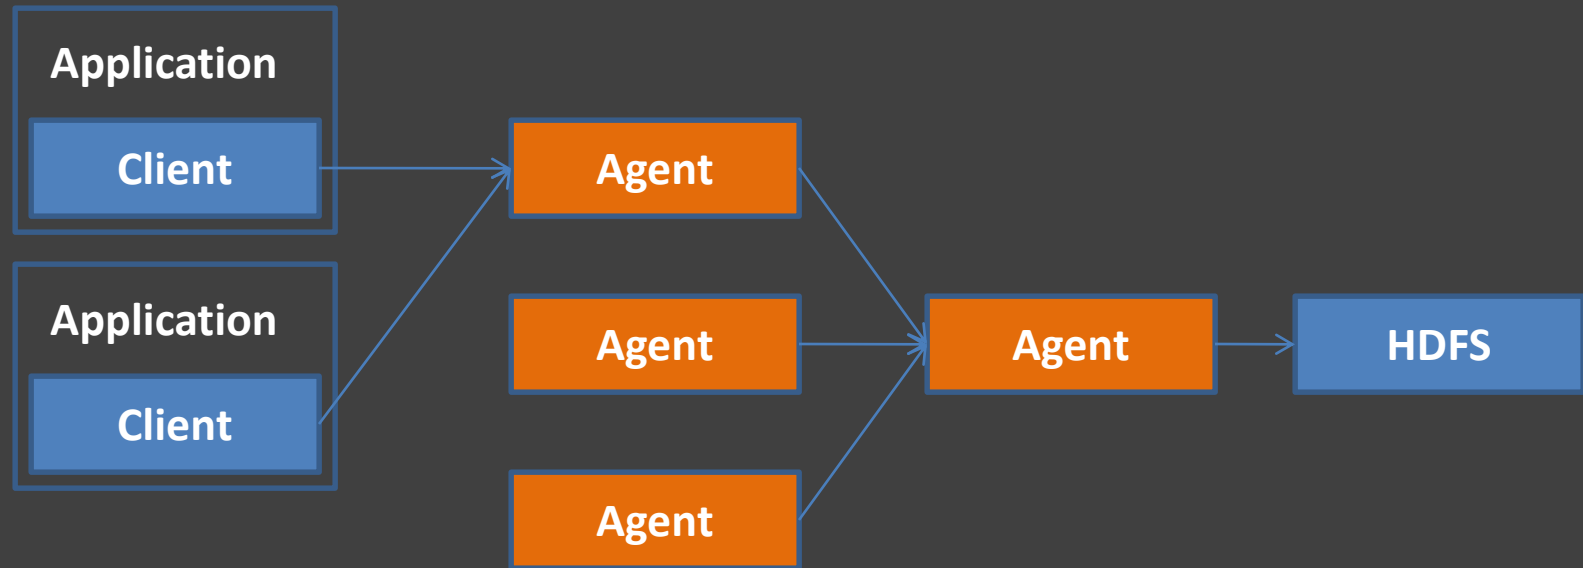 Application
Client
Application
Client
Agent
Agent
Agent
Agent
HDFS